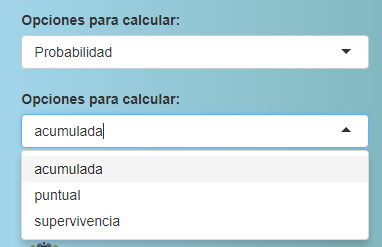 Opciones para calcular:
Probabilidad
Opciones para calcular:
acumulada
acumulada
puntual
supervivencia